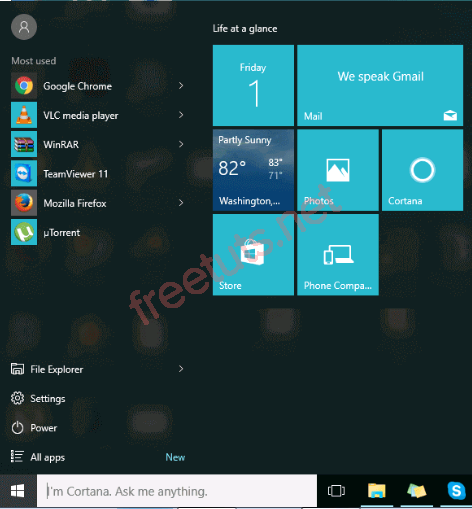 Life at a glance
Most used
Google Chrome
VLC media player
WinRAR
TeamViewer 11
Mozilla Firefox
µTorrent
Friday
1
We speak Gmail
Mail
Partly Sunny
82°
83°
71°
Washington,...
Photos
Cortana
Store
Phone Compa...
freetuts.net
File Explorer
Settings
Power
All apps
New
I'm Cortana. Ask me anything.